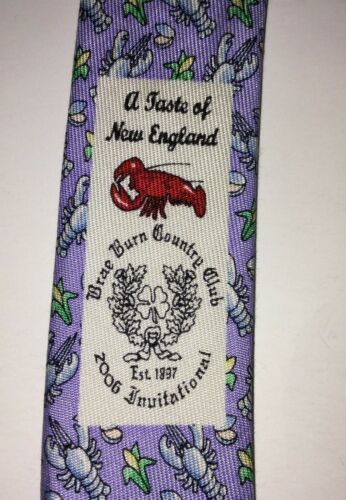 A Taste of
New England
Brae Burn Country Club
Est. 1897
2006 Invitational